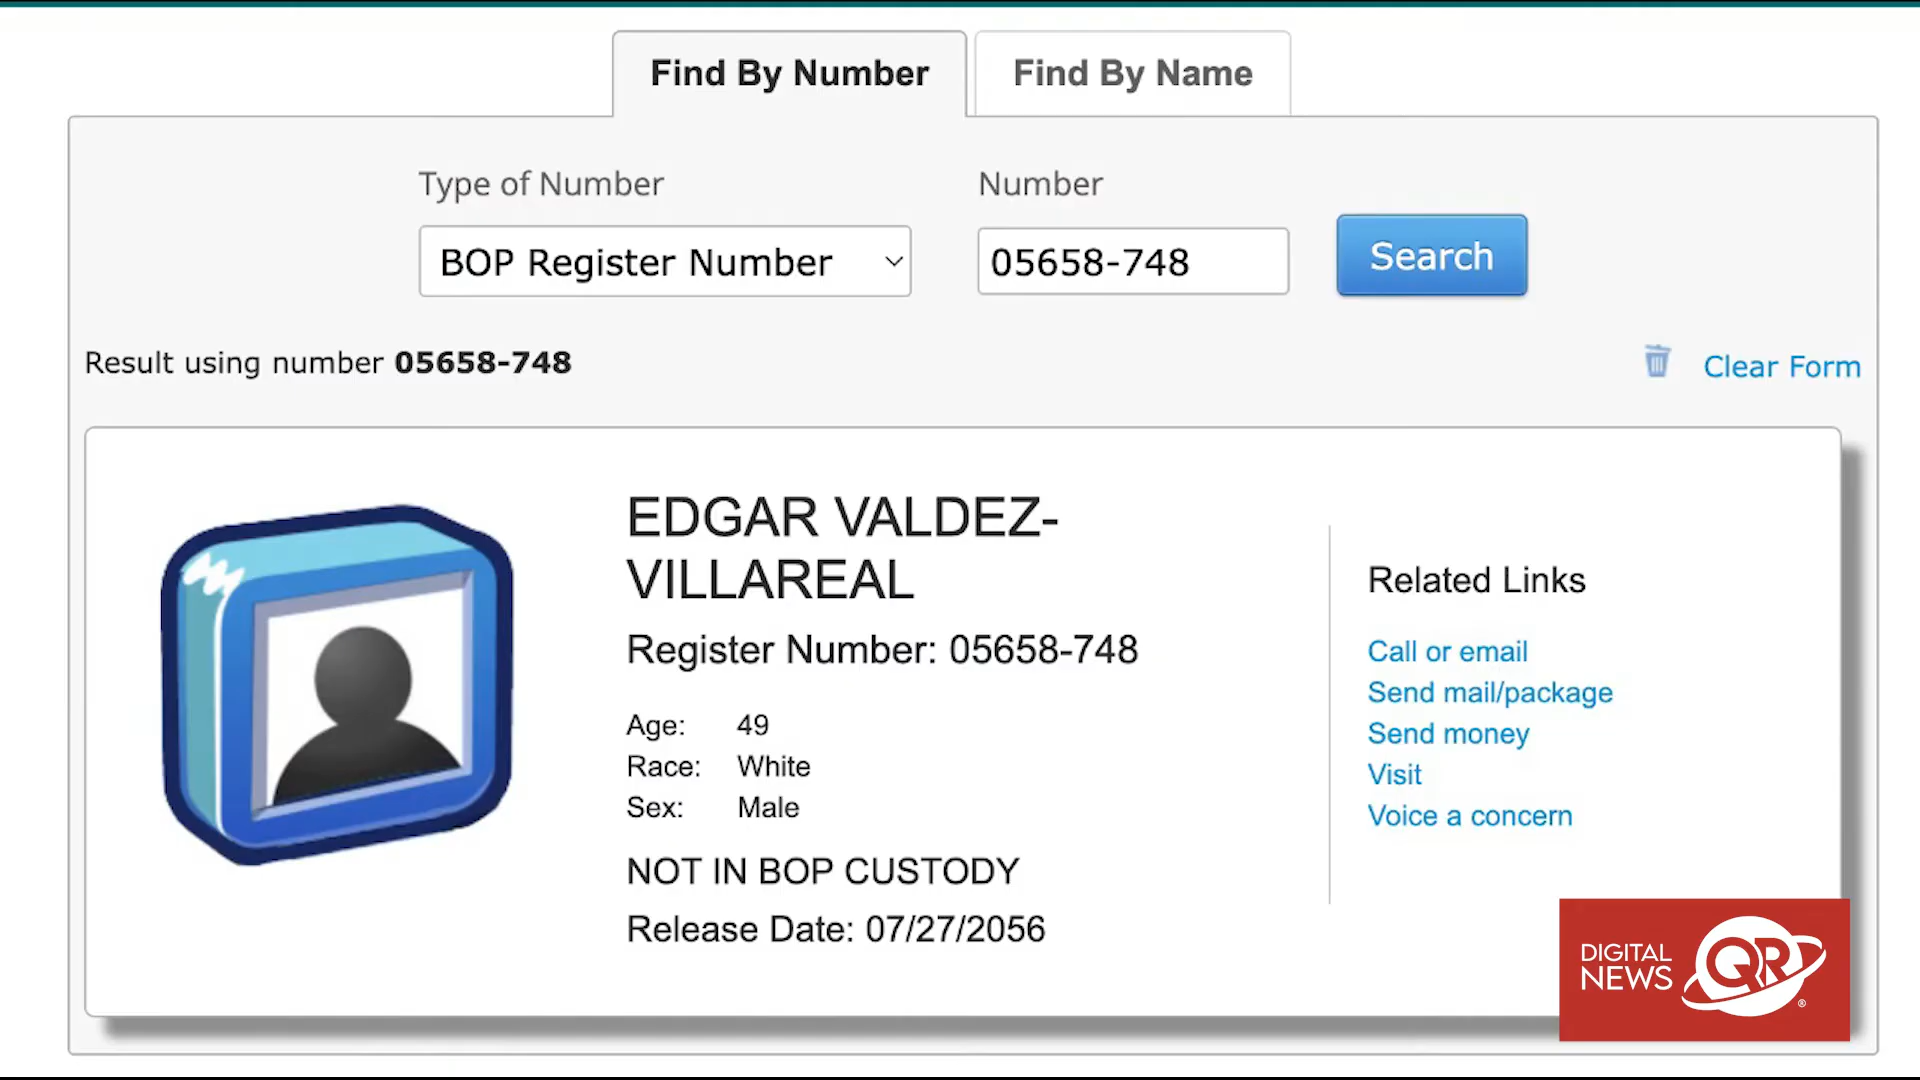 Find By Number
Find By Name
Type of Number
Number
BOP Register Number
05658-748
Search
Result using number 05658-748
Clear Form
EDGAR VALDEZ-
VILLAREAL
Register Number: 05658-748
Age: 49
Race: White
Sex: Male
NOT IN BOP CUSTODY
Release Date: 07/27/2056
Related Links
Call or email
Send mail/package
Send money
Visit
Voice a concern
DIGITAL
NEWS
QR
®